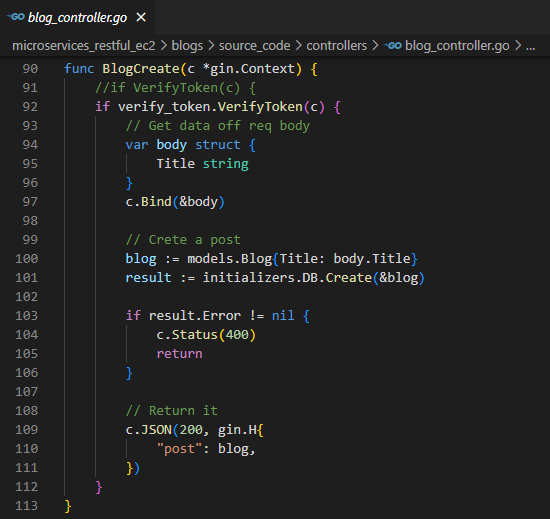 GO blog_controller.go ×
microservices_restful_ec2 > blogs > source_code > controllers > GO blog_controller.go > ...
90 func BlogCreate(c *gin.Context) {
91     //if VerifyToken(c) {
92     if verify_token.VerifyToken(c) {
93         // Get data off req body
94         var body struct {
95             Title string
96         }
97         c.Bind(&body)
98
99         // Crete a post
100         blog := models.Blog{Title: body.Title}
101         result := initializers.DB.Create(&blog)
102
103         if result.Error != nil {
104             c.Status(400)
105             return
106         }
107
108         // Return it
109         c.JSON(200, gin.H{
110             "post": blog,
111         })
112     }
113 }